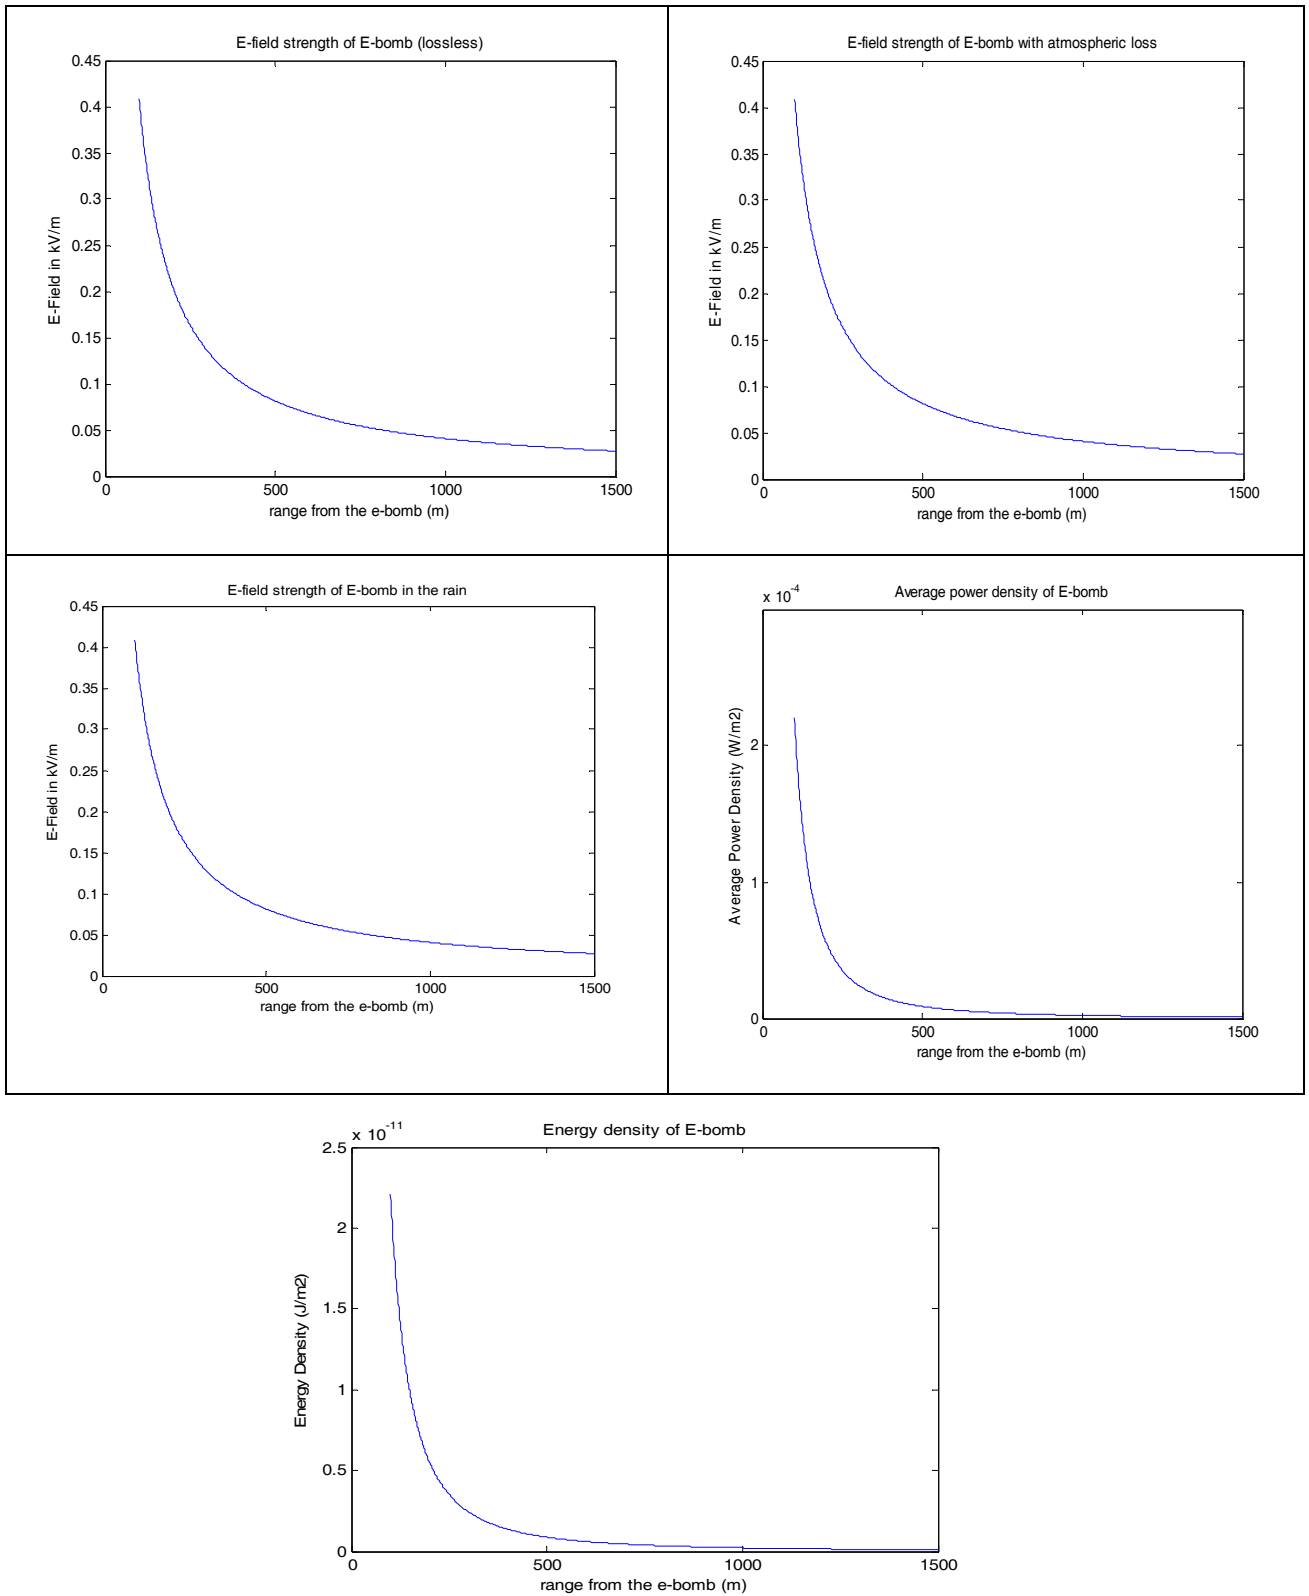 E-field strength of E-bomb (lossless)
0.45
0.4
0.35
0.3
0.25
0.2
0.15
0.1
0.05
0
E-Field in kV/m
0 500 1000 1500
range from the e-bomb (m)
E-field strength of E-bomb with atmospheric loss
0.45
0.4
0.35
0.3
0.25
0.2
0.15
0.1
0.05
0
E-Field in kV/m
0 500 1000 1500
range from the e-bomb (m)
E-field strength of E-bomb in the rain
0.45
0.4
0.35
0.3
0.25
0.2
0.15
0.1
0.05
0
E-Field in kV/m
0 500 1000 1500
range from the e-bomb (m)
x 10⁻⁴
Average power density of E-bomb
2
1
0
Average Power Density (W/m2)
0 500 1000 1500
range from the e-bomb (m)
x 10⁻¹¹
Energy density of E-bomb
2.5
2
1.5
1
0.5
0
Energy Density (J/m2)
0 500 1000 1500
range from the e-bomb (m)